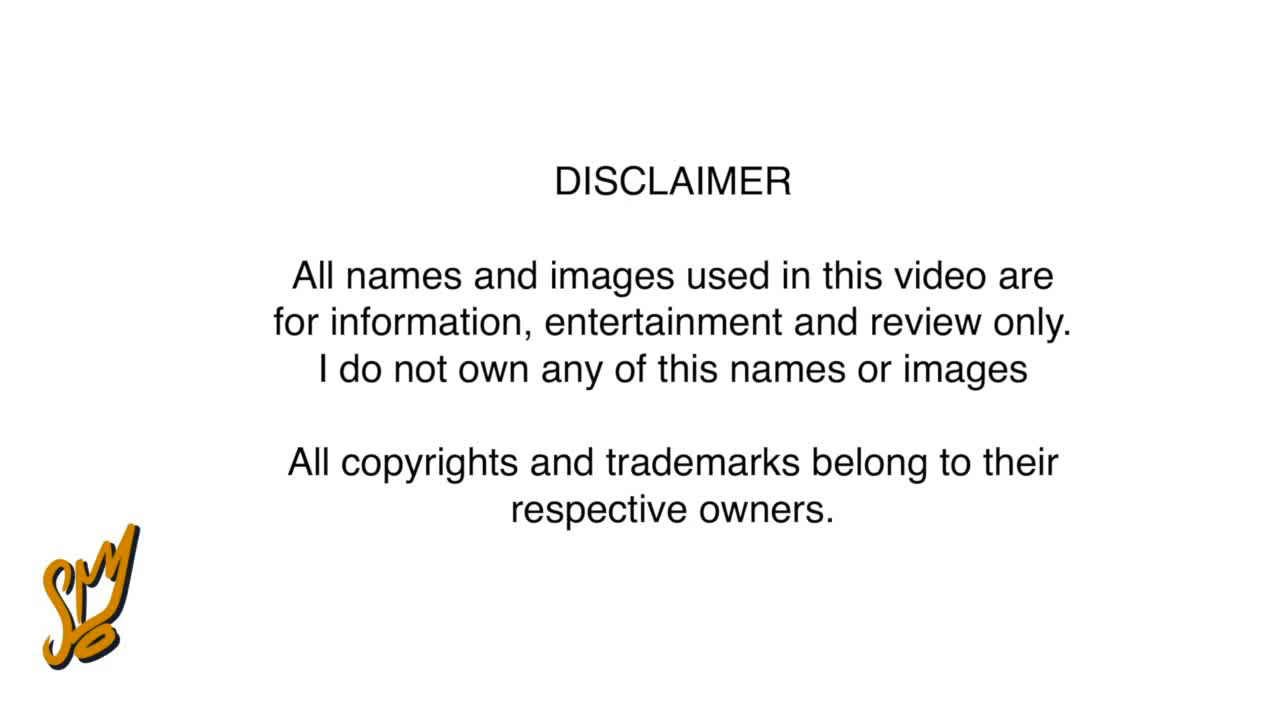 DISCLAIMER
All names and images used in this video are
for information, entertainment and review only.
I do not own any of this names or images
All copyrights and trademarks belong to their
respective owners.